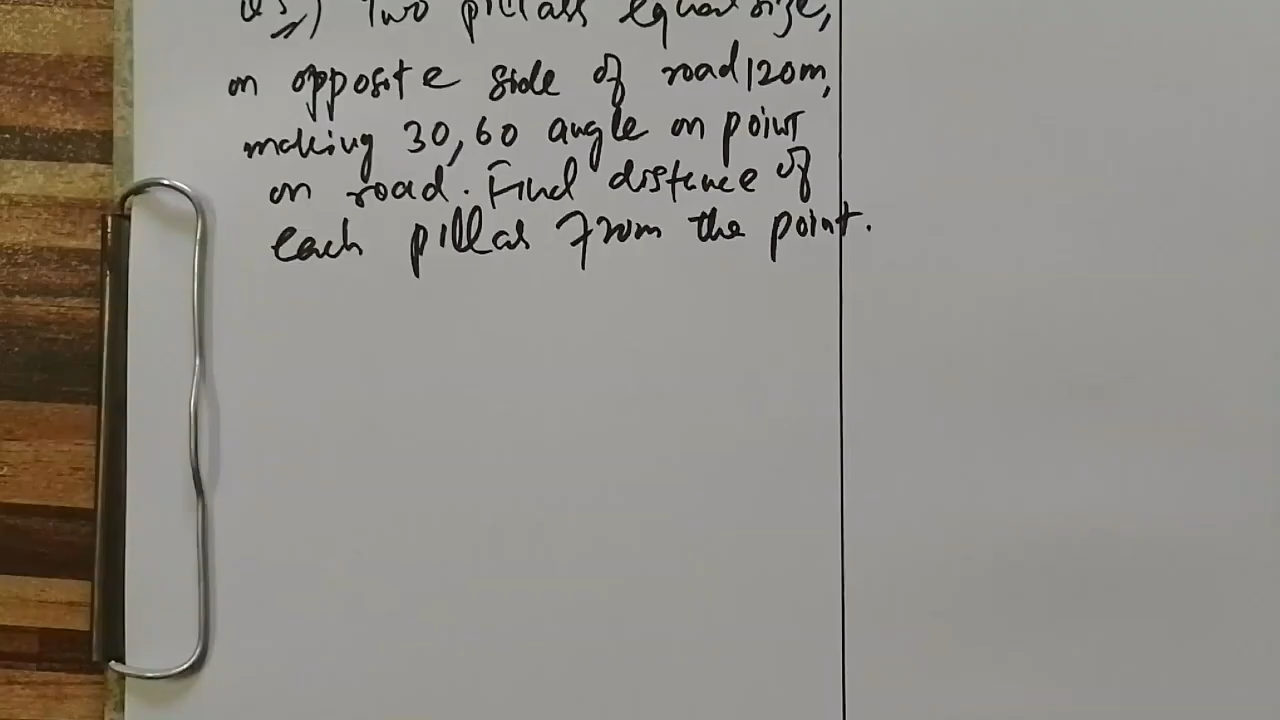 Two pillars equal size,
on opposite side of road 120m,
making 30, 60 angle on point
on road. Find distance of
each pillar from the point.